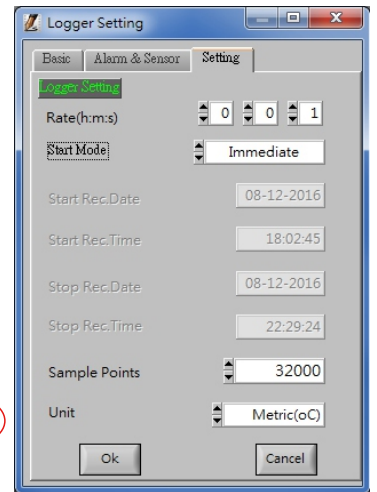 Logger Setting
Basic Alarm & Sensor Setting
Logger Setting
Rate(h:m:s) 0 0 1
Start Mode Immediate
Start Rec.Date 08-12-2016
Start Rec.Time 18:02:45
Stop Rec.Date 08-12-2016
Stop Rec.Time 22:29:24
Sample Points 32000
Unit Metric(oC)
Ok Cancel